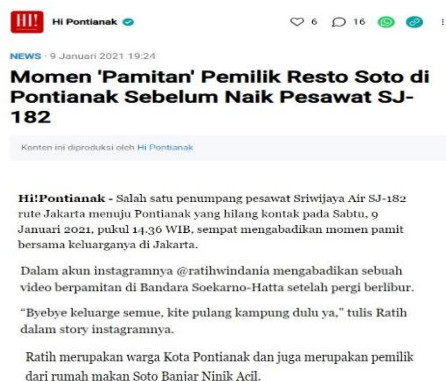 HI!
Hi Pontianak
6
16
NEWS · 9 Januari 2021 19:24
Momen 'Pamitan' Pemilik Resto Soto di
Pontianak Sebelum Naik Pesawat SJ-
182
Konten ini diproduksi oleh Hi Pontianak
Hi!Pontianak - Salah satu penumpang pesawat Sriwijaya Air SJ-182
rute Jakarta menuju Pontianak yang hilang kontak pada Sabtu, 9
Januari 2021, pukul 14.36 WIB, sempat mengabadikan momen pamit
bersama keluarganya di Jakarta.
Dalam akun instagramnya @ratihwindania mengabadikan sebuah
video berpamitan di Bandara Soekarno-Hatta setelah pergi berlibur.
“Byebye keluarge semue, kite pulang kampung dulu ya,” tulis Ratih
dalam story instagramnya.
Ratih merupakan warga Kota Pontianak dan juga merupakan pemilik
dari rumah makan Soto Banjar Ninik Acil.